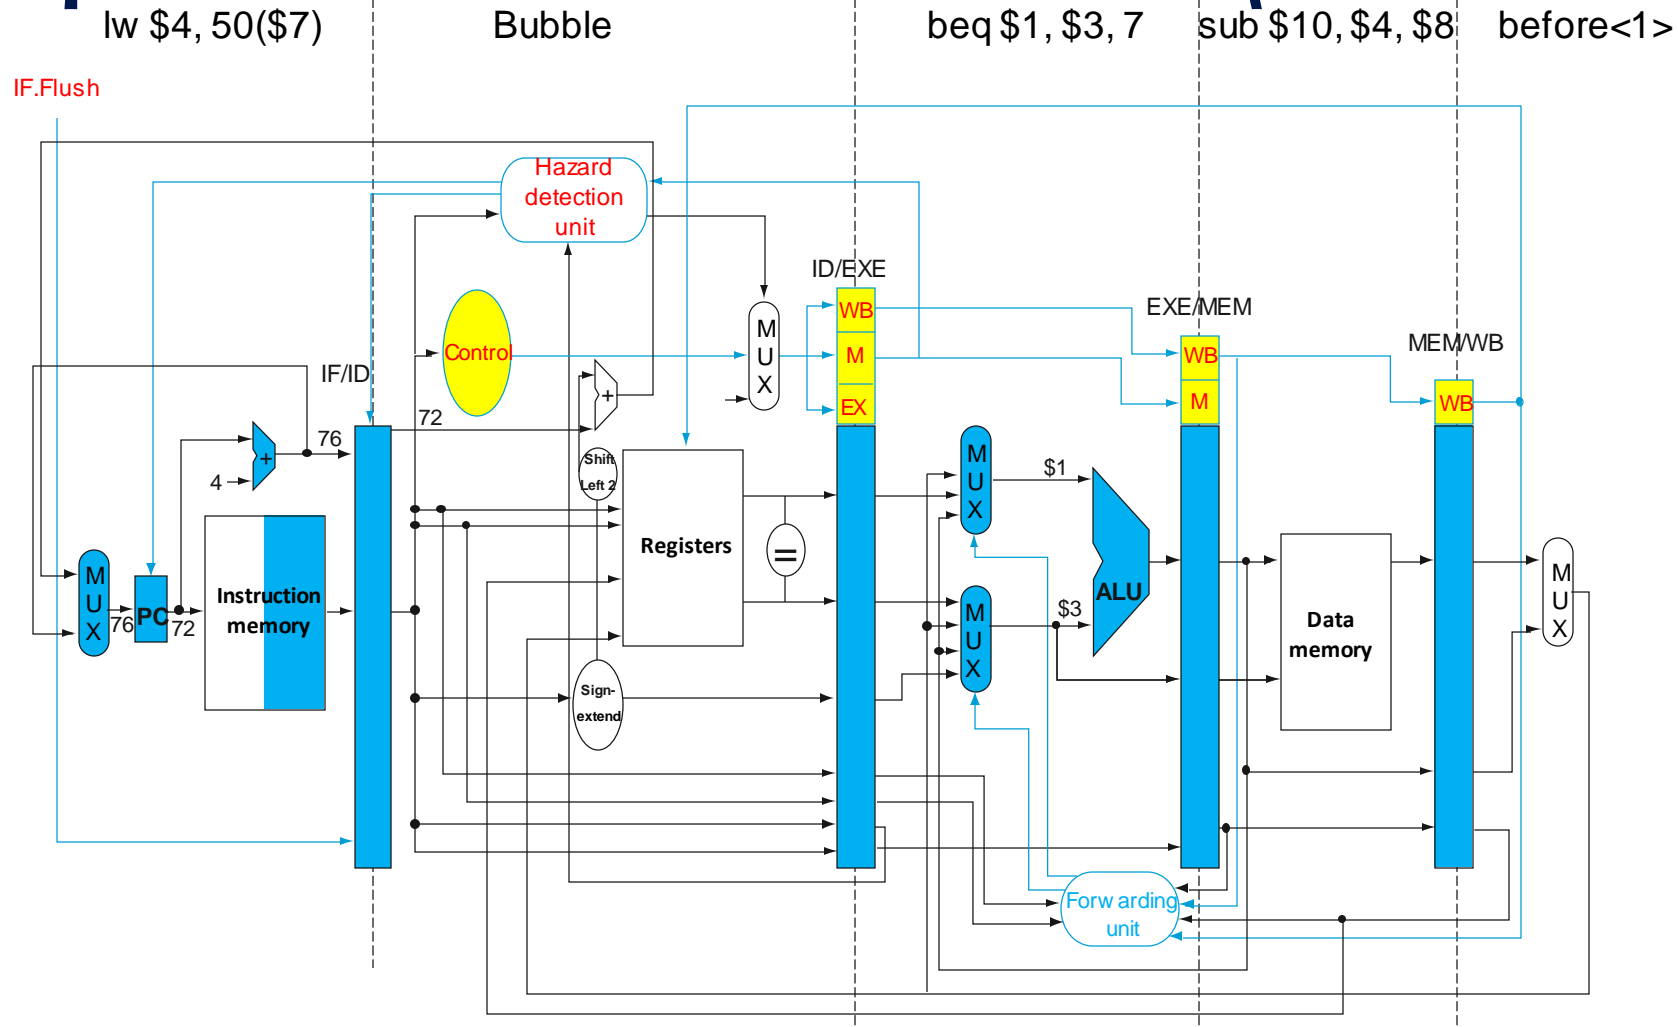 lw $4, 50($7)
Bubble
beq $1, $3, 7
sub $10, $4, $8
before<1>
IF.Flush
Hazard
detection
unit
ID/EXE
EXE/MEM
MEM/WB
IF/ID
Control
M
U
X
WB
M
EX
WB
M
WB
72
76
4
+
+
Shift
Left 2
M
U
X
76
PC
72
Instruction
memory
Registers
=
Sign-
extend
M
U
X
$1
M
U
X
$3
ALU
Data
memory
M
U
X
Forw arding
unit